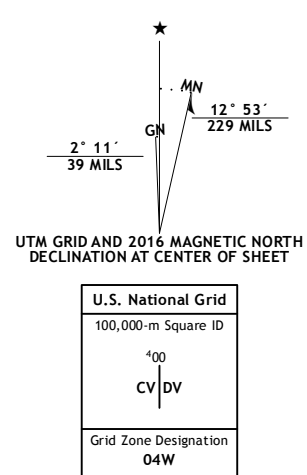 ★
MN
GN
12° 53´
229 MILS
2° 11´
39 MILS
UTM GRID AND 2016 MAGNETIC NORTH
DECLINATION AT CENTER OF SHEET
U.S. National Grid
100,000-m Square ID
⁴00
CV DV
Grid Zone Designation
04W